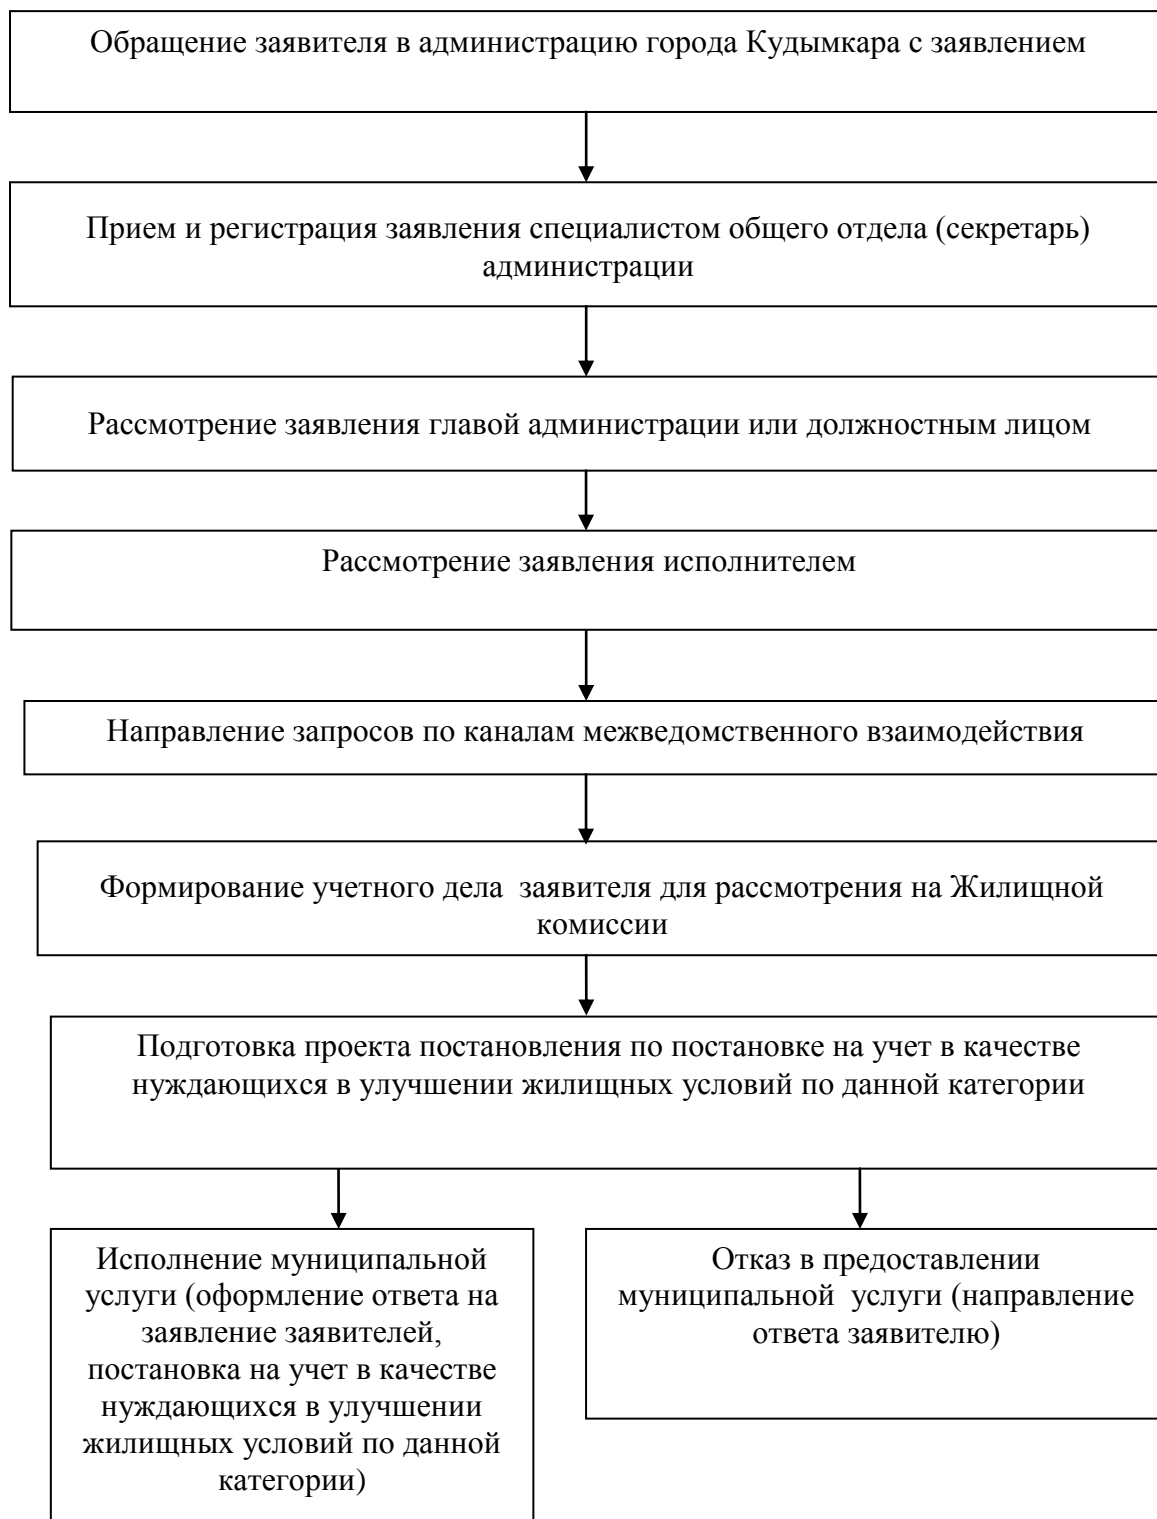 Обращение заявителя в администрацию города Кудымкара с заявлением
Прием и регистрация заявления специалистом общего отдела (секретарь)
администрации
Рассмотрение заявления главой администрации или должностным лицом
Рассмотрение заявления исполнителем
Направление запросов по каналам межведомственного взаимодействия
Формирование учетного дела  заявителя для рассмотрения на Жилищной
комиссии
Подготовка проекта постановления по постановке на учет в качестве
нуждающихся в улучшении жилищных условий по данной категории
Исполнение муниципальной
услуги (оформление ответа на
заявление заявителей,
постановка на учет в качестве
нуждающихся в улучшении
жилищных условий по данной
категории)
Отказ в предоставлении
муниципальной  услуги (направление
ответа заявителю)